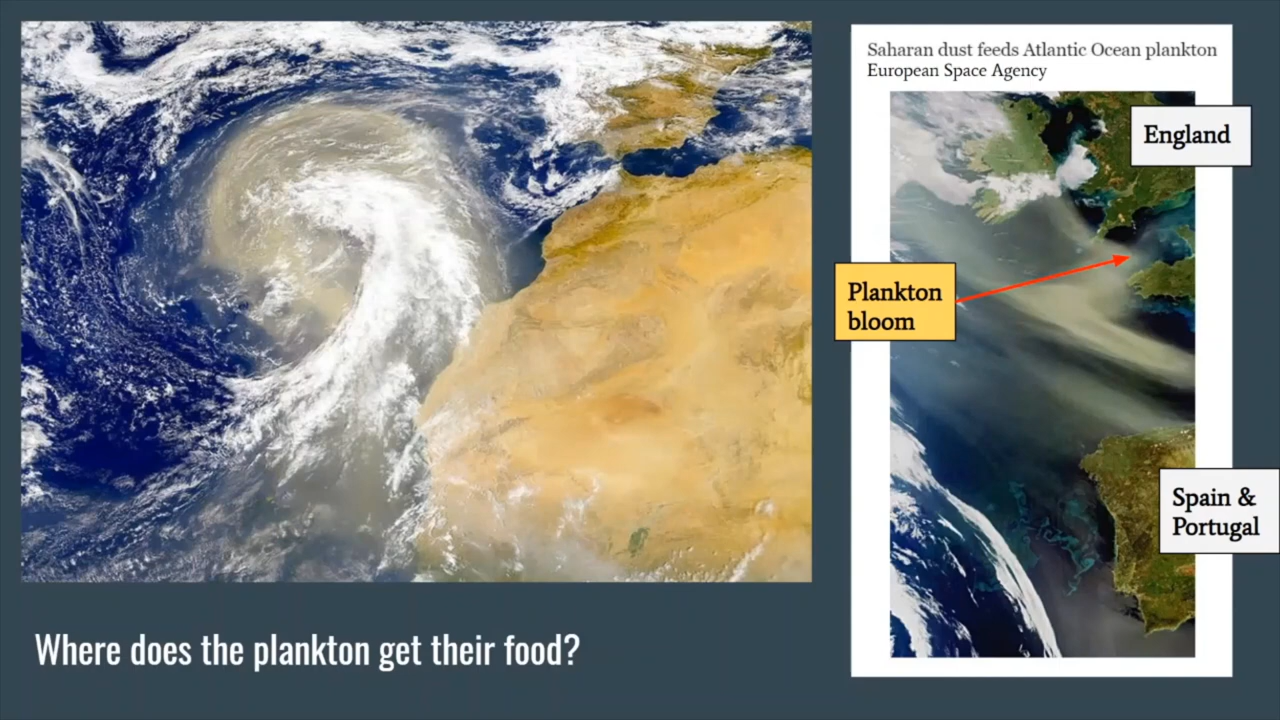 Saharan dust feeds Atlantic Ocean plankton
European Space Agency
England
Plankton
bloom
Spain &
Portugal
Where does the plankton get their food?